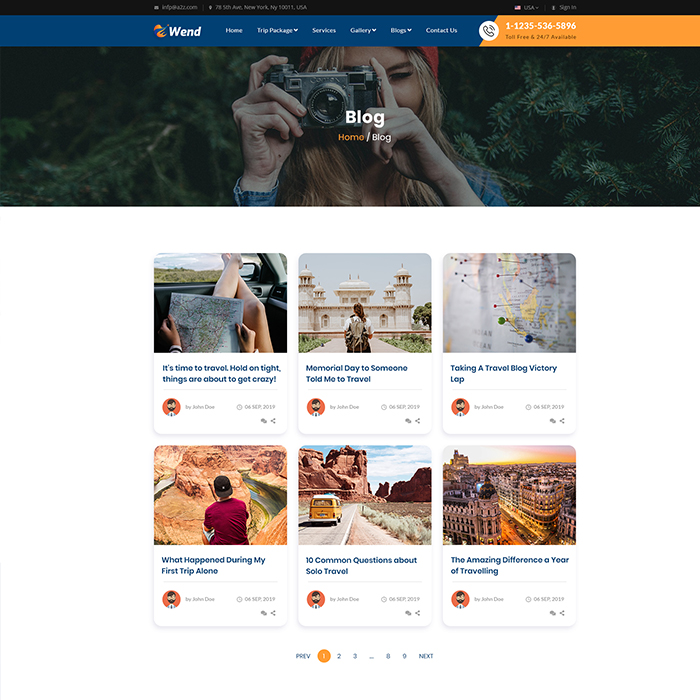 infp@a2z.com 78 5th Ave, New York, Ny 10011, USA USA Sign In
Wend Home Trip Package Services Gallery Blogs Contact Us
1-1235-536-5896
Toll Free & 24/7 Available
Blog
Home / Blog
It's time to travel. Hold on tight,
things are about to get crazy!
by John Doe 06 SEP, 2019
Memorial Day to Someone
Told Me to Travel
by John Doe 06 SEP, 2019
Taking A Travel Blog Victory
Lap
by John Doe 06 SEP, 2019
What Happened During My
First Trip Alone
by John Doe 06 SEP, 2019
10 Common Questions about
Solo Travel
by John Doe 06 SEP, 2019
The Amazing Difference a Year
of Travelling
by John Doe 06 SEP, 2019
PREV 1 2 3 ... 8 9 NEXT